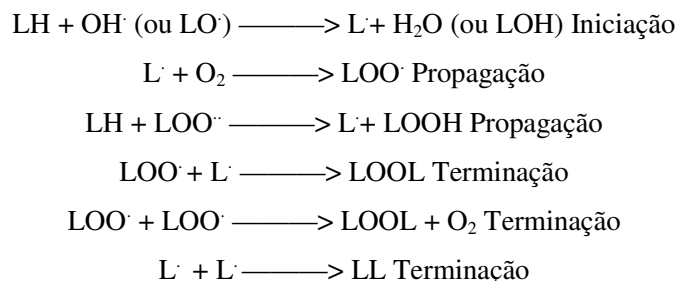 LH + OH˙ (ou LO˙) ———> L˙+ H₂O (ou LOH) Iniciação
L˙ + O₂ ———> LOO˙ Propagação
LH + LOO˙˙ ———> L˙+ LOOH Propagação
LOO˙ + L˙ ———> LOOL Terminação
LOO˙ + LOO˙ ———> LOOL + O₂ Terminação
L˙ + L˙ ———> LL Terminação